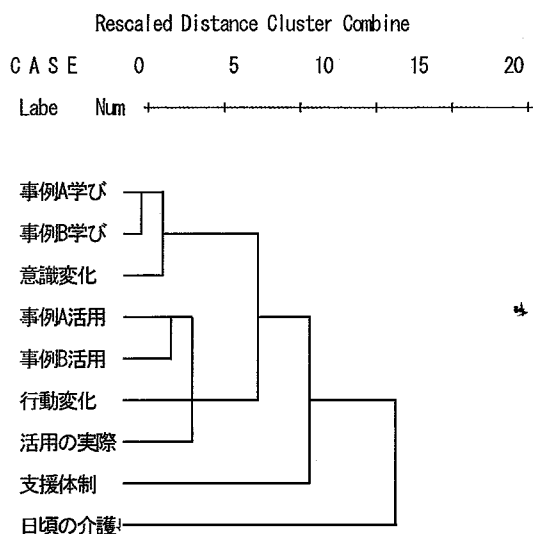 Rescaled Distance Cluster Combine
C A S E 0 5 10 15 20
Labe Num
事例A学び
事例B学び
意識変化
事例A活用
事例B活用
行動変化
活用の実際
支援体制
日頃の介護